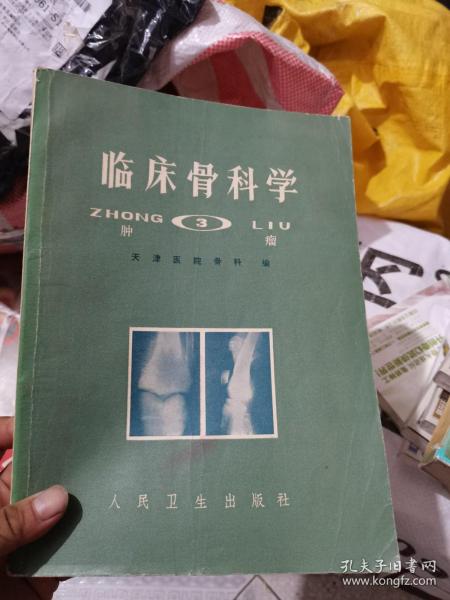 临床骨科学
ZHONG 3 LIU
肿 瘤
天津医院骨科 编
人民卫生出版社
孔夫子旧书网
www.kongfz.com